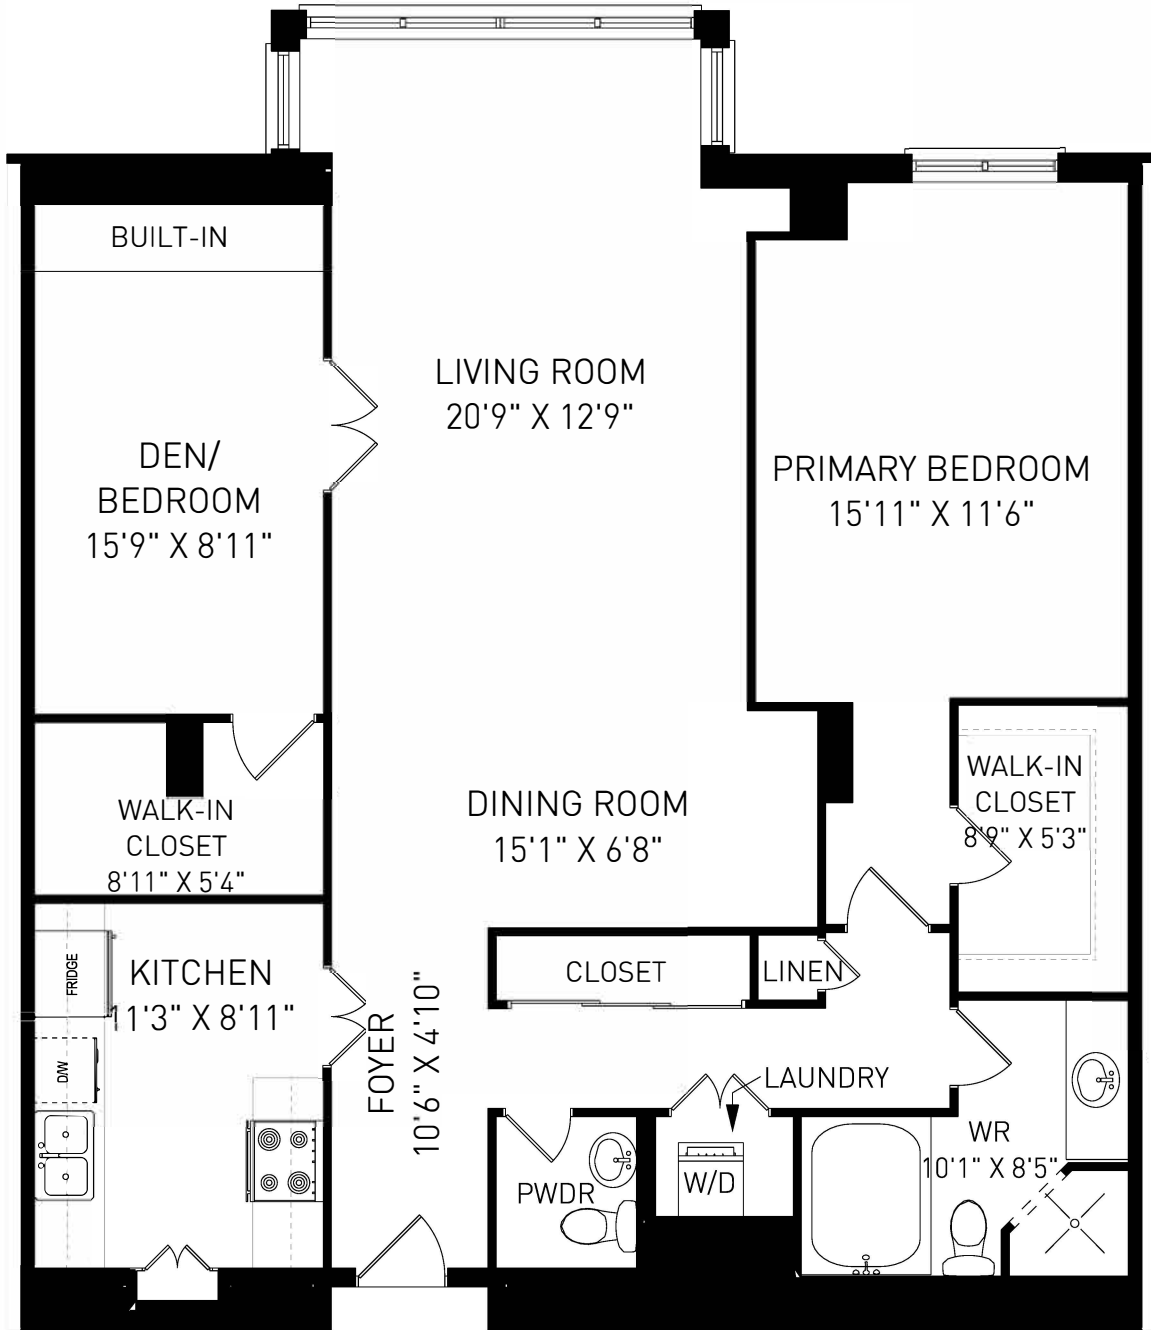 BUILT-IN
LIVING ROOM
20'9" X 12'9"
DEN/
BEDROOM
15'9" X 8'11"
PRIMARY BEDROOM
15'11" X 11'6"
WALK-IN
CLOSET
8'9" X 5'3"
DINING ROOM
15'1" X 6'8"
WALK-IN
CLOSET
8'11" X 5'4"
KITCHEN
11'3" X 8'11"
FRIDGE
D/W
FOYER
10'6" X 4'10"
CLOSET
LINEN
LAUNDRY
W/D
PWDR
WR
10'1" X 8'5"